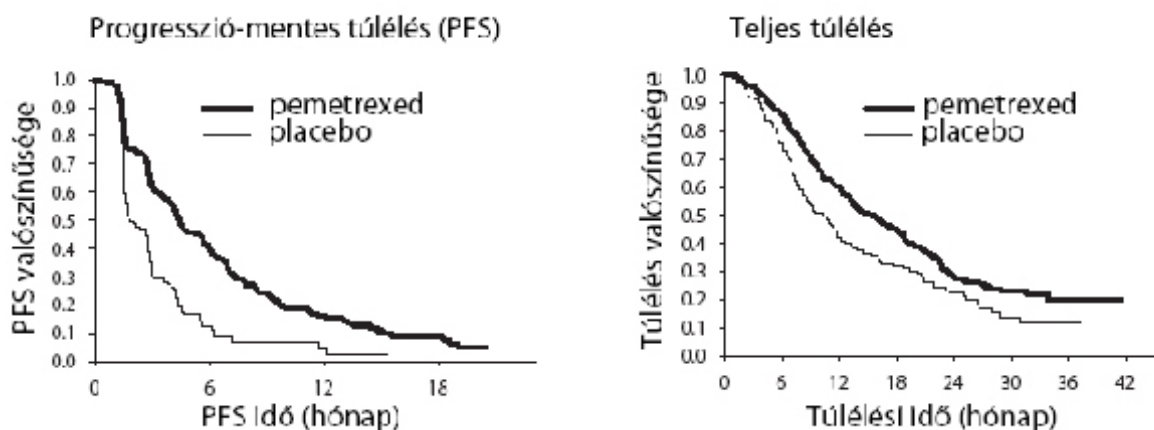 Progresszió-mentes túlélés (PFS)
PFS valószínűsége
1.0
0.9
0.8
0.7
0.6
0.5
0.4
0.3
0.2
0.1
0.0
pemetrexed
placebo
0 6 12 18
PFS Idő (hónap)
Teljes túlélés
Túlélés valószínűsége
1.0
0.9
0.8
0.7
0.6
0.5
0.4
0.3
0.2
0.1
0.0
pemetrexed
placebo
0 6 12 18 24 30 36 42
Túlélési Idő (hónap)